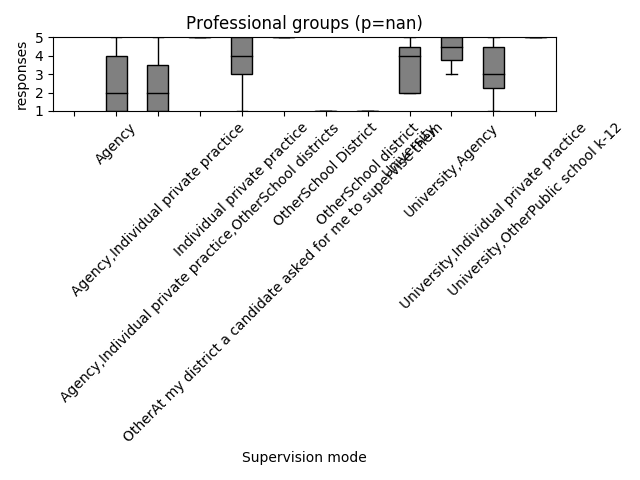 Professional groups (p=nan)
responses
5
4
3
2
1
Agency
Agency,Individual private practice
Agency,Individual private practice,OtherSchool districts
Individual private practice
OtherAt my district a candidate asked for me to supervise them
OtherSchool District
OtherSchool district
University
University,Agency
University,Individual private practice
University,OtherPublic school k-12
Supervision mode